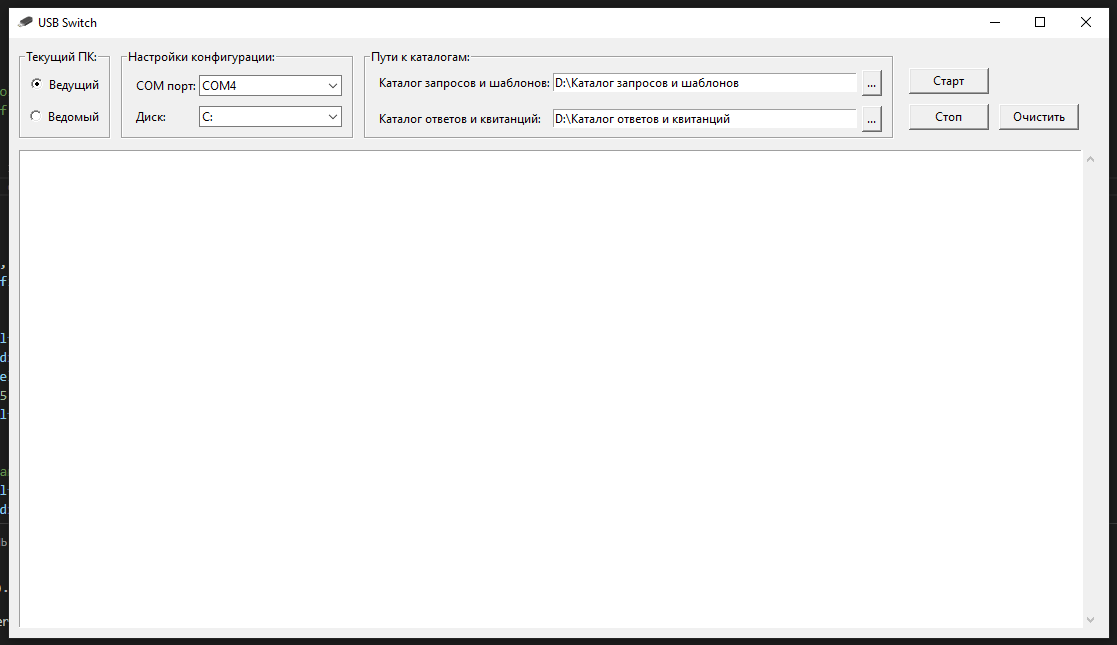 USB Switch
Текущий ПК:
Ведущий
Ведомый
Настройки конфигурации:
COM порт: COM4
Диск: C:
Пути к каталогам:
Каталог запросов и шаблонов: D:\Каталог запросов и шаблонов ...
Каталог ответов и квитанций: D:\Каталог ответов и квитанций ...
Старт
Стоп
Очистить